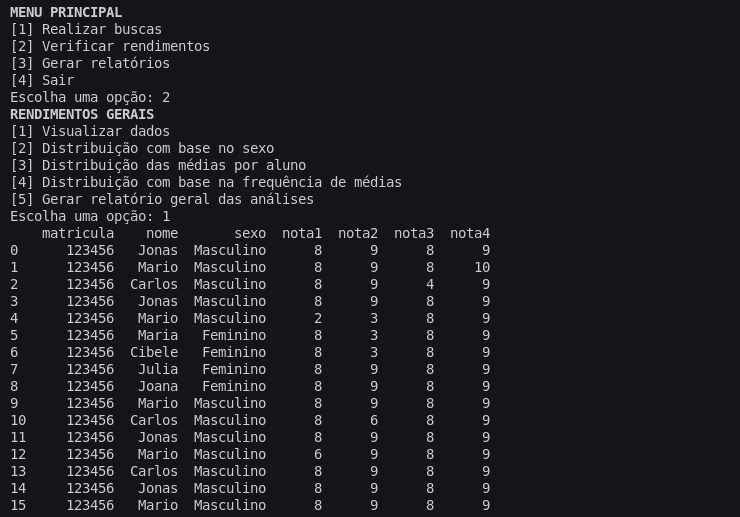 MENU PRINCIPAL
[1] Realizar buscas
[2] Verificar rendimentos
[3] Gerar relatórios
[4] Sair
Escolha uma opção: 2
RENDIMENTOS GERAIS
[1] Visualizar dados
[2] Distribuição com base no sexo
[3] Distribuição das médias por aluno
[4] Distribuição com base na frequência de médias
[5] Gerar relatório geral das análises
Escolha uma opção: 1
    matricula    nome       sexo  nota1  nota2  nota3  nota4
0      123456   Jonas  Masculino      8      9      8      9
1      123456   Mario  Masculino      8      9      8     10
2      123456  Carlos  Masculino      8      9      4      9
3      123456   Jonas  Masculino      8      9      8      9
4      123456   Mario  Masculino      2      3      8      9
5      123456   Maria   Feminino      8      3      8      9
6      123456  Cibele   Feminino      8      3      8      9
7      123456   Julia   Feminino      8      9      8      9
8      123456   Joana   Feminino      8      9      8      9
9      123456   Mario  Masculino      8      9      8      9
10     123456  Carlos  Masculino      8      6      8      9
11     123456   Jonas  Masculino      8      9      8      9
12     123456   Mario  Masculino      6      9      8      9
13     123456  Carlos  Masculino      8      9      8      9
14     123456   Jonas  Masculino      8      9      8      9
15     123456   Mario  Masculino      8      9      8      9